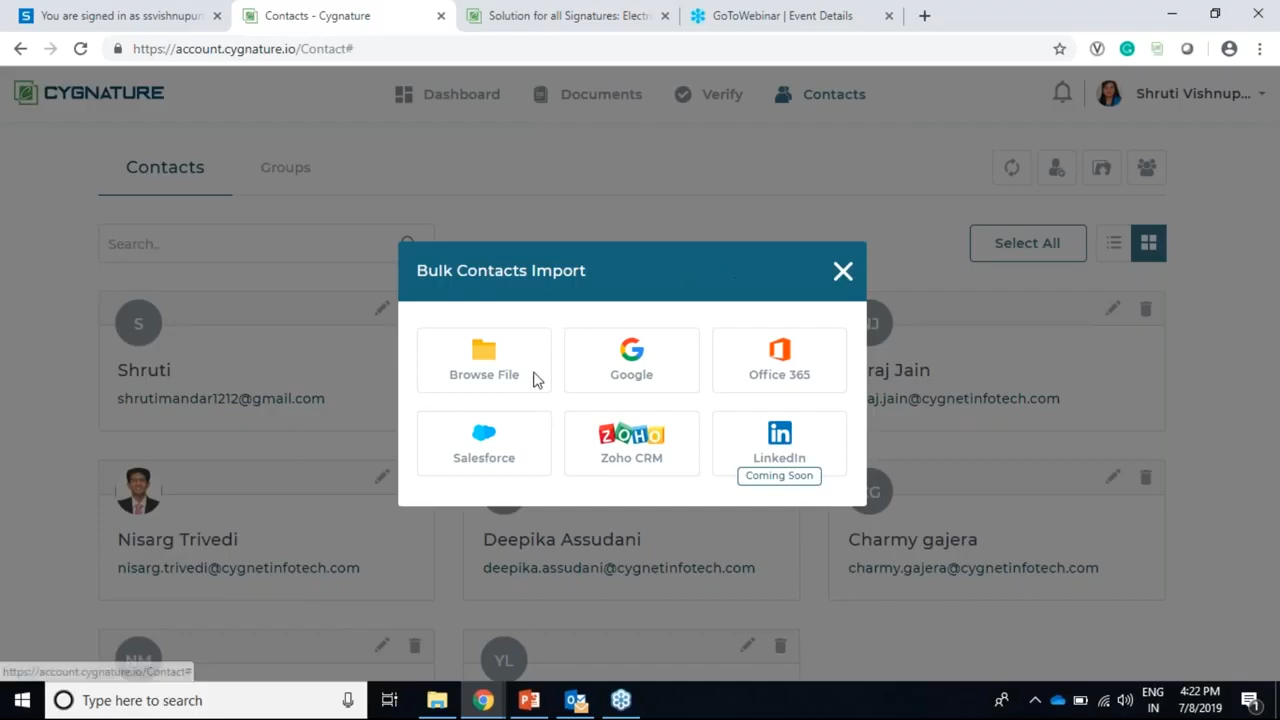 You are signed in as ssvishnupur
Contacts - Cygnature
Solution for all Signatures: Electr
GoToWebinar | Event Details
https://account.cygnature.io/Contact#
CYGNATURE
Dashboard
Documents
Verify
Contacts
Shruti Vishnup...
Contacts
Groups
Search..
Select All
Bulk Contacts Import
Browse File
Google
Office 365
Salesforce
ZOHO
Zoho CRM
LinkedIn
Coming Soon
S
Shruti
shrutimandar1212@gmail.com
NJ
raj Jain
aj.jain@cygnetinfotech.com
Nisarg Trivedi
nisarg.trivedi@cygnetinfotech.com
Deepika Assudani
deepika.assudani@cygnetinfotech.com
CG
Charmy gajera
charmy.gajera@cygnetinfotech.com
NM
YL
https://account.cygnature.io/Contact#
Type here to search
ENG
IN
4:22 PM
7/8/2019